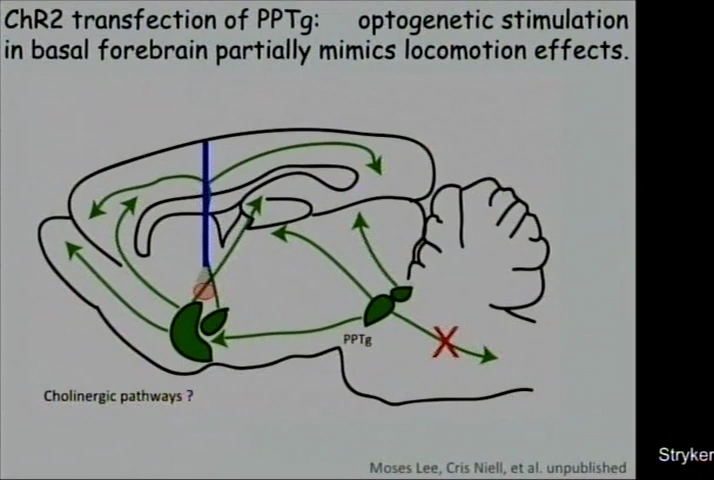 ChR2 transfection of PPTg: optogenetic stimulation
in basal forebrain partially mimics locomotion effects.
PPTg
Cholinergic pathways ?
Stryker
Moses Lee, Cris Niell, et al. unpublished